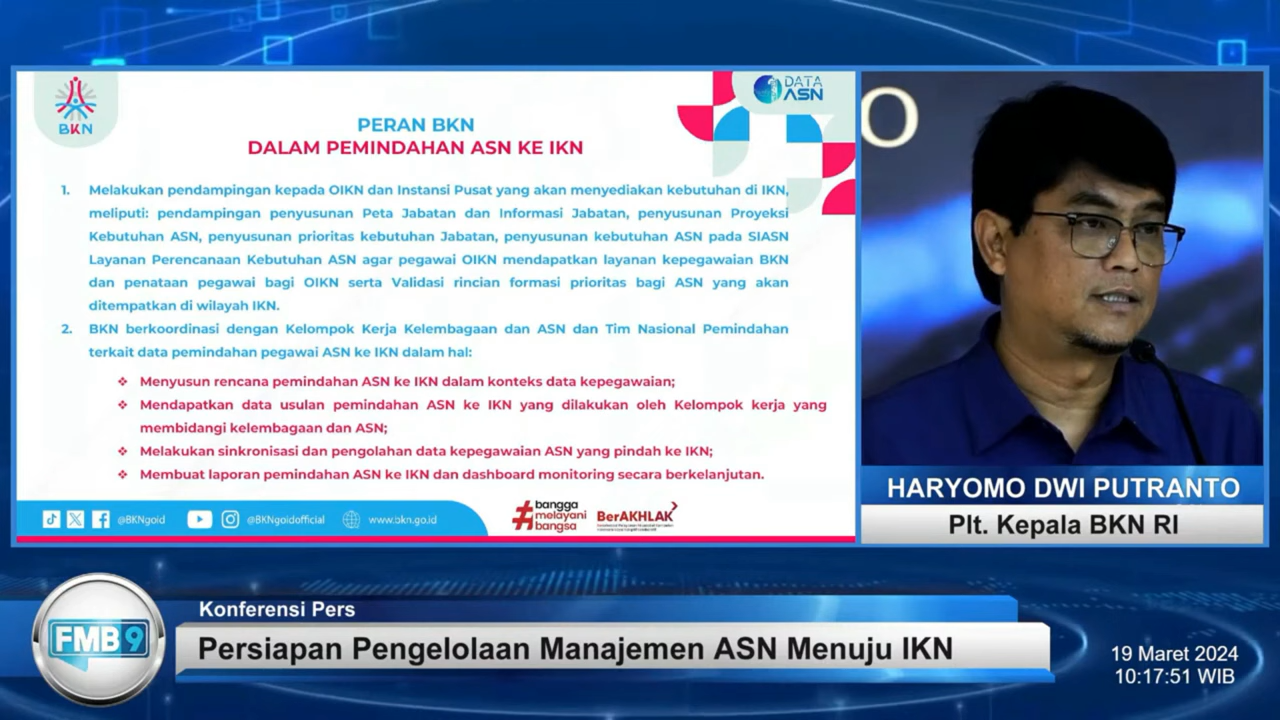 BKN
DATA
ASN
PERAN BKN
DALAM PEMINDAHAN ASN KE IKN
1. Melakukan pendampingan kepada OIKN dan Instansi Pusat yang akan menyediakan kebutuhan di IKN,
meliputi: pendampingan penyusunan Peta Jabatan dan Informasi Jabatan, penyusunan Proyeksi
Kebutuhan ASN, penyusunan prioritas kebutuhan Jabatan, penyusunan kebutuhan ASN pada SIASN
Layanan Perencanaan Kebutuhan ASN agar pegawai OIKN mendapatkan layanan kepegawaian BKN
dan penataan pegawai bagi OIKN serta Validasi rincian formasi prioritas bagi ASN yang akan
ditempatkan di wilayah IKN.
2. BKN berkoordinasi dengan Kelompok Kerja Kelembagaan dan ASN dan Tim Nasional Pemindahan
terkait data pemindahan pegawai ASN ke IKN dalam hal:
❖ Menyusun rencana pemindahan ASN ke IKN dalam konteks data kepegawaian;
❖ Mendapatkan data usulan pemindahan ASN ke IKN yang dilakukan oleh Kelompok kerja yang
membidangi kelembagaan dan ASN;
❖ Melakukan sinkronisasi dan pengolahan data kepegawaian ASN yang pindah ke IKN;
❖ Membuat laporan pemindahan ASN ke IKN dan dashboard monitoring secara berkelanjutan.
@BKNgoid
@BKNgoidofficial
www.bkn.go.id
#bangga
melayani
bangsa
BerAKHLAK
O
HARYOMO DWI PUTRANTO
Plt. Kepala BKN RI
FMB9
Konferensi Pers
Persiapan Pengelolaan Manajemen ASN Menuju IKN
19 Maret 2024
10:17:51 WIB